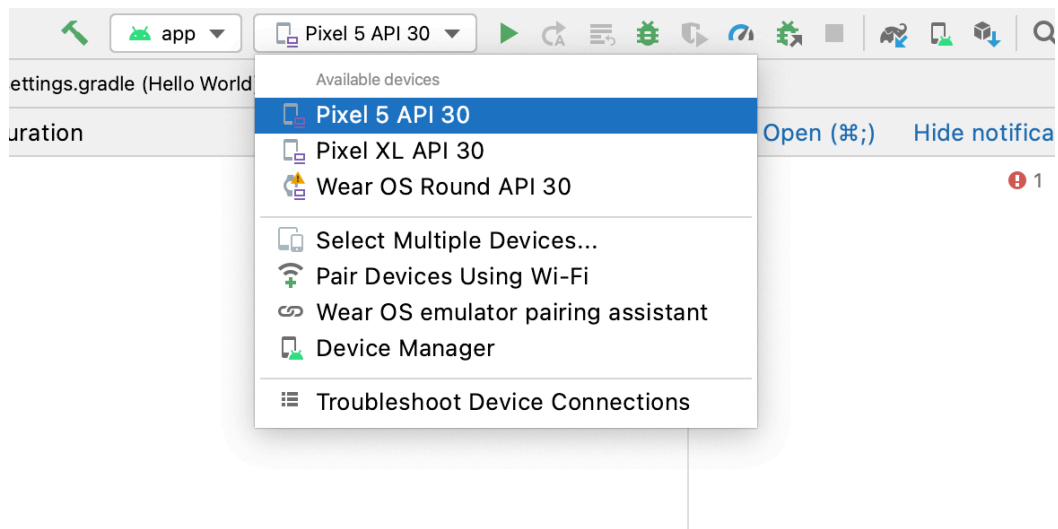 app
Pixel 5 API 30
ettings.gradle (Hello World
Available devices
uration
Pixel 5 API 30
Open (⌘;)
Hide notifica
Pixel XL API 30
Wear OS Round API 30
1
Select Multiple Devices...
Pair Devices Using Wi-Fi
Wear OS emulator pairing assistant
Device Manager
Troubleshoot Device Connections